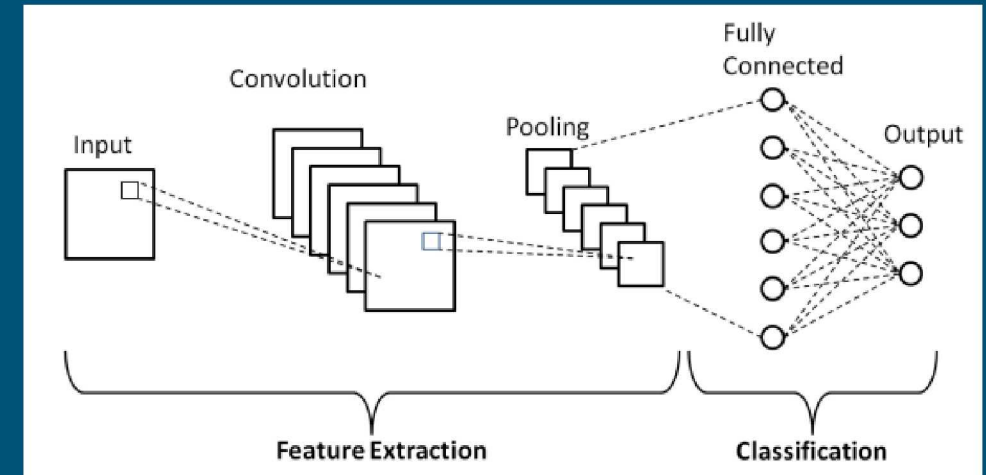 Input
Convolution
Pooling
Fully
Connected
Output
Feature Extraction
Classification